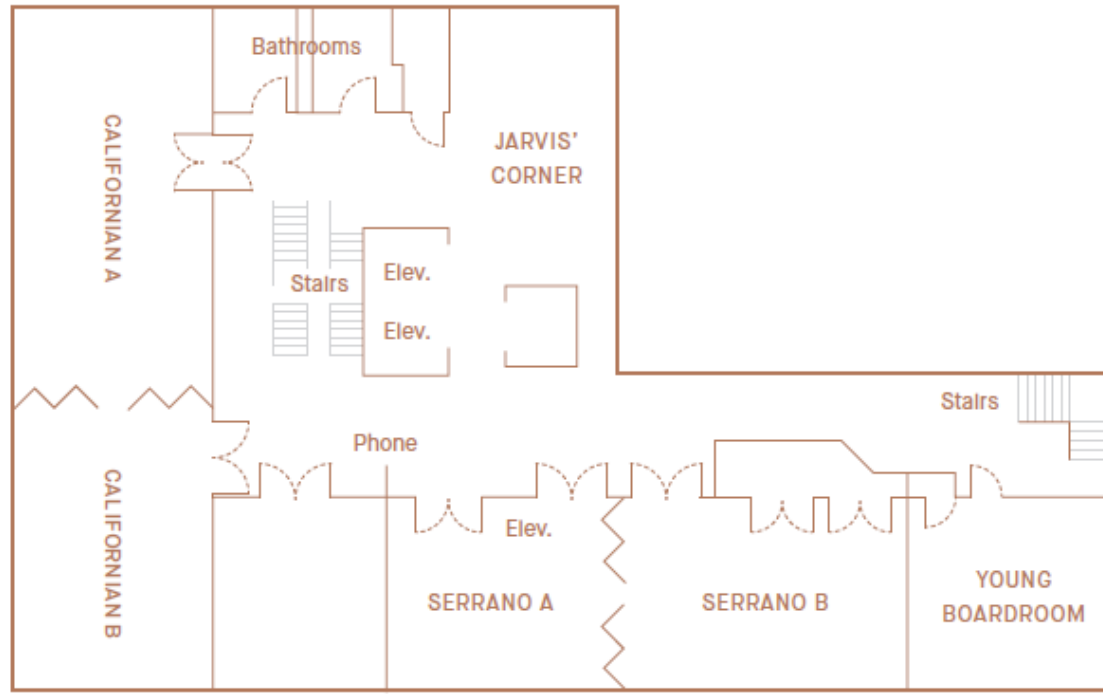 Bathrooms
CALIFORNIAN A
JARVIS'
CORNER
Elev.
Stairs
Elev.
Stairs
Phone
CALIFORNIAN B
Elev.
SERRANO A
SERRANO B
YOUNG
BOARDROOM